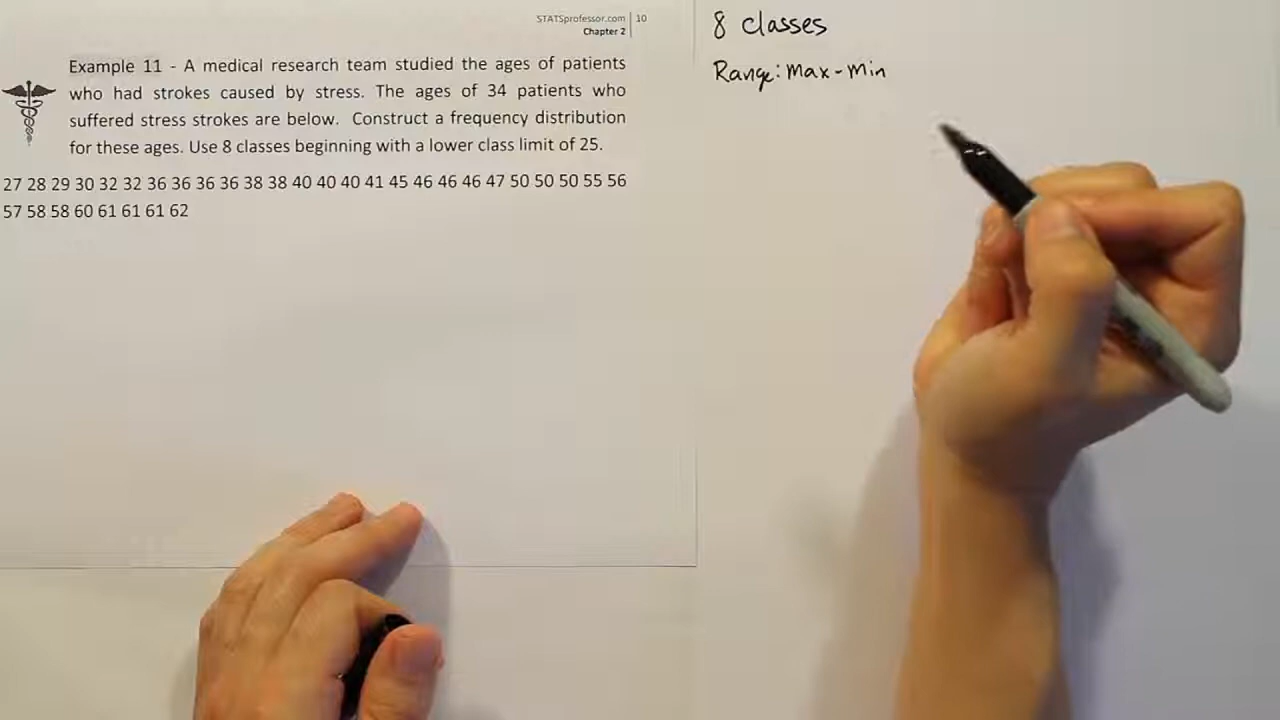 STATSprofessor.com 10
Chapter 2
Example 11 - A medical research team studied the ages of patients
who had strokes caused by stress. The ages of 34 patients who
suffered stress strokes are below. Construct a frequency distribution
for these ages. Use 8 classes beginning with a lower class limit of 25.
27 28 29 30 32 32 36 36 36 36 38 38 40 40 40 41 45 46 46 46 47 50 50 50 55 56
57 58 58 60 61 61 61 62
8 classes
Range: Max - Min